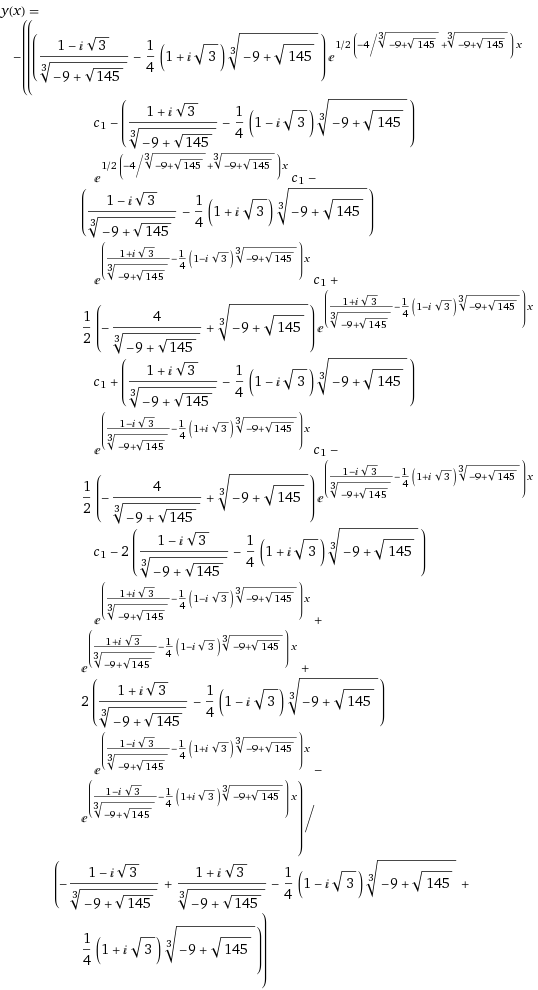 y(x) =
−((((1 − i √3)/∛(−9 + √145) − 1/4 (1 + i √3) ∛(−9 + √145)) e^(1/2 (−4/∛(−9+√145) + ∛(−9+√145)) x)
c₁ − ((1 + i √3)/∛(−9 + √145) − 1/4 (1 − i √3) ∛(−9 + √145))
e^(1/2 (−4/∛(−9+√145) + ∛(−9+√145)) x) c₁ −
((1 − i √3)/∛(−9 + √145) − 1/4 (1 + i √3) ∛(−9 + √145))
e^(((1+i √3)/∛(−9+√145) − 1/4 (1−i √3) ∛(−9+√145)) x) c₁ +
1/2 (−4/∛(−9 + √145) + ∛(−9 + √145)) e^(((1+i √3)/∛(−9+√145) − 1/4 (1−i √3) ∛(−9+√145)) x)
c₁ + ((1 + i √3)/∛(−9 + √145) − 1/4 (1 − i √3) ∛(−9 + √145))
e^(((1−i √3)/∛(−9+√145) − 1/4 (1+i √3) ∛(−9+√145)) x) c₁ −
1/2 (−4/∛(−9 + √145) + ∛(−9 + √145)) e^(((1−i √3)/∛(−9+√145) − 1/4 (1+i √3) ∛(−9+√145)) x)
c₁ − 2 ((1 − i √3)/∛(−9 + √145) − 1/4 (1 + i √3) ∛(−9 + √145))
e^(((1+i √3)/∛(−9+√145) − 1/4 (1−i √3) ∛(−9+√145)) x) +
e^(((1+i √3)/∛(−9+√145) − 1/4 (1−i √3) ∛(−9+√145)) x) +
2 ((1 + i √3)/∛(−9 + √145) − 1/4 (1 − i √3) ∛(−9 + √145))
e^(((1−i √3)/∛(−9+√145) − 1/4 (1+i √3) ∛(−9+√145)) x) −
e^(((1−i √3)/∛(−9+√145) − 1/4 (1+i √3) ∛(−9+√145)) x)) /
(−(1 − i √3)/∛(−9 + √145) + (1 + i √3)/∛(−9 + √145) − 1/4 (1 − i √3) ∛(−9 + √145) +
1/4 (1 + i √3) ∛(−9 + √145)))